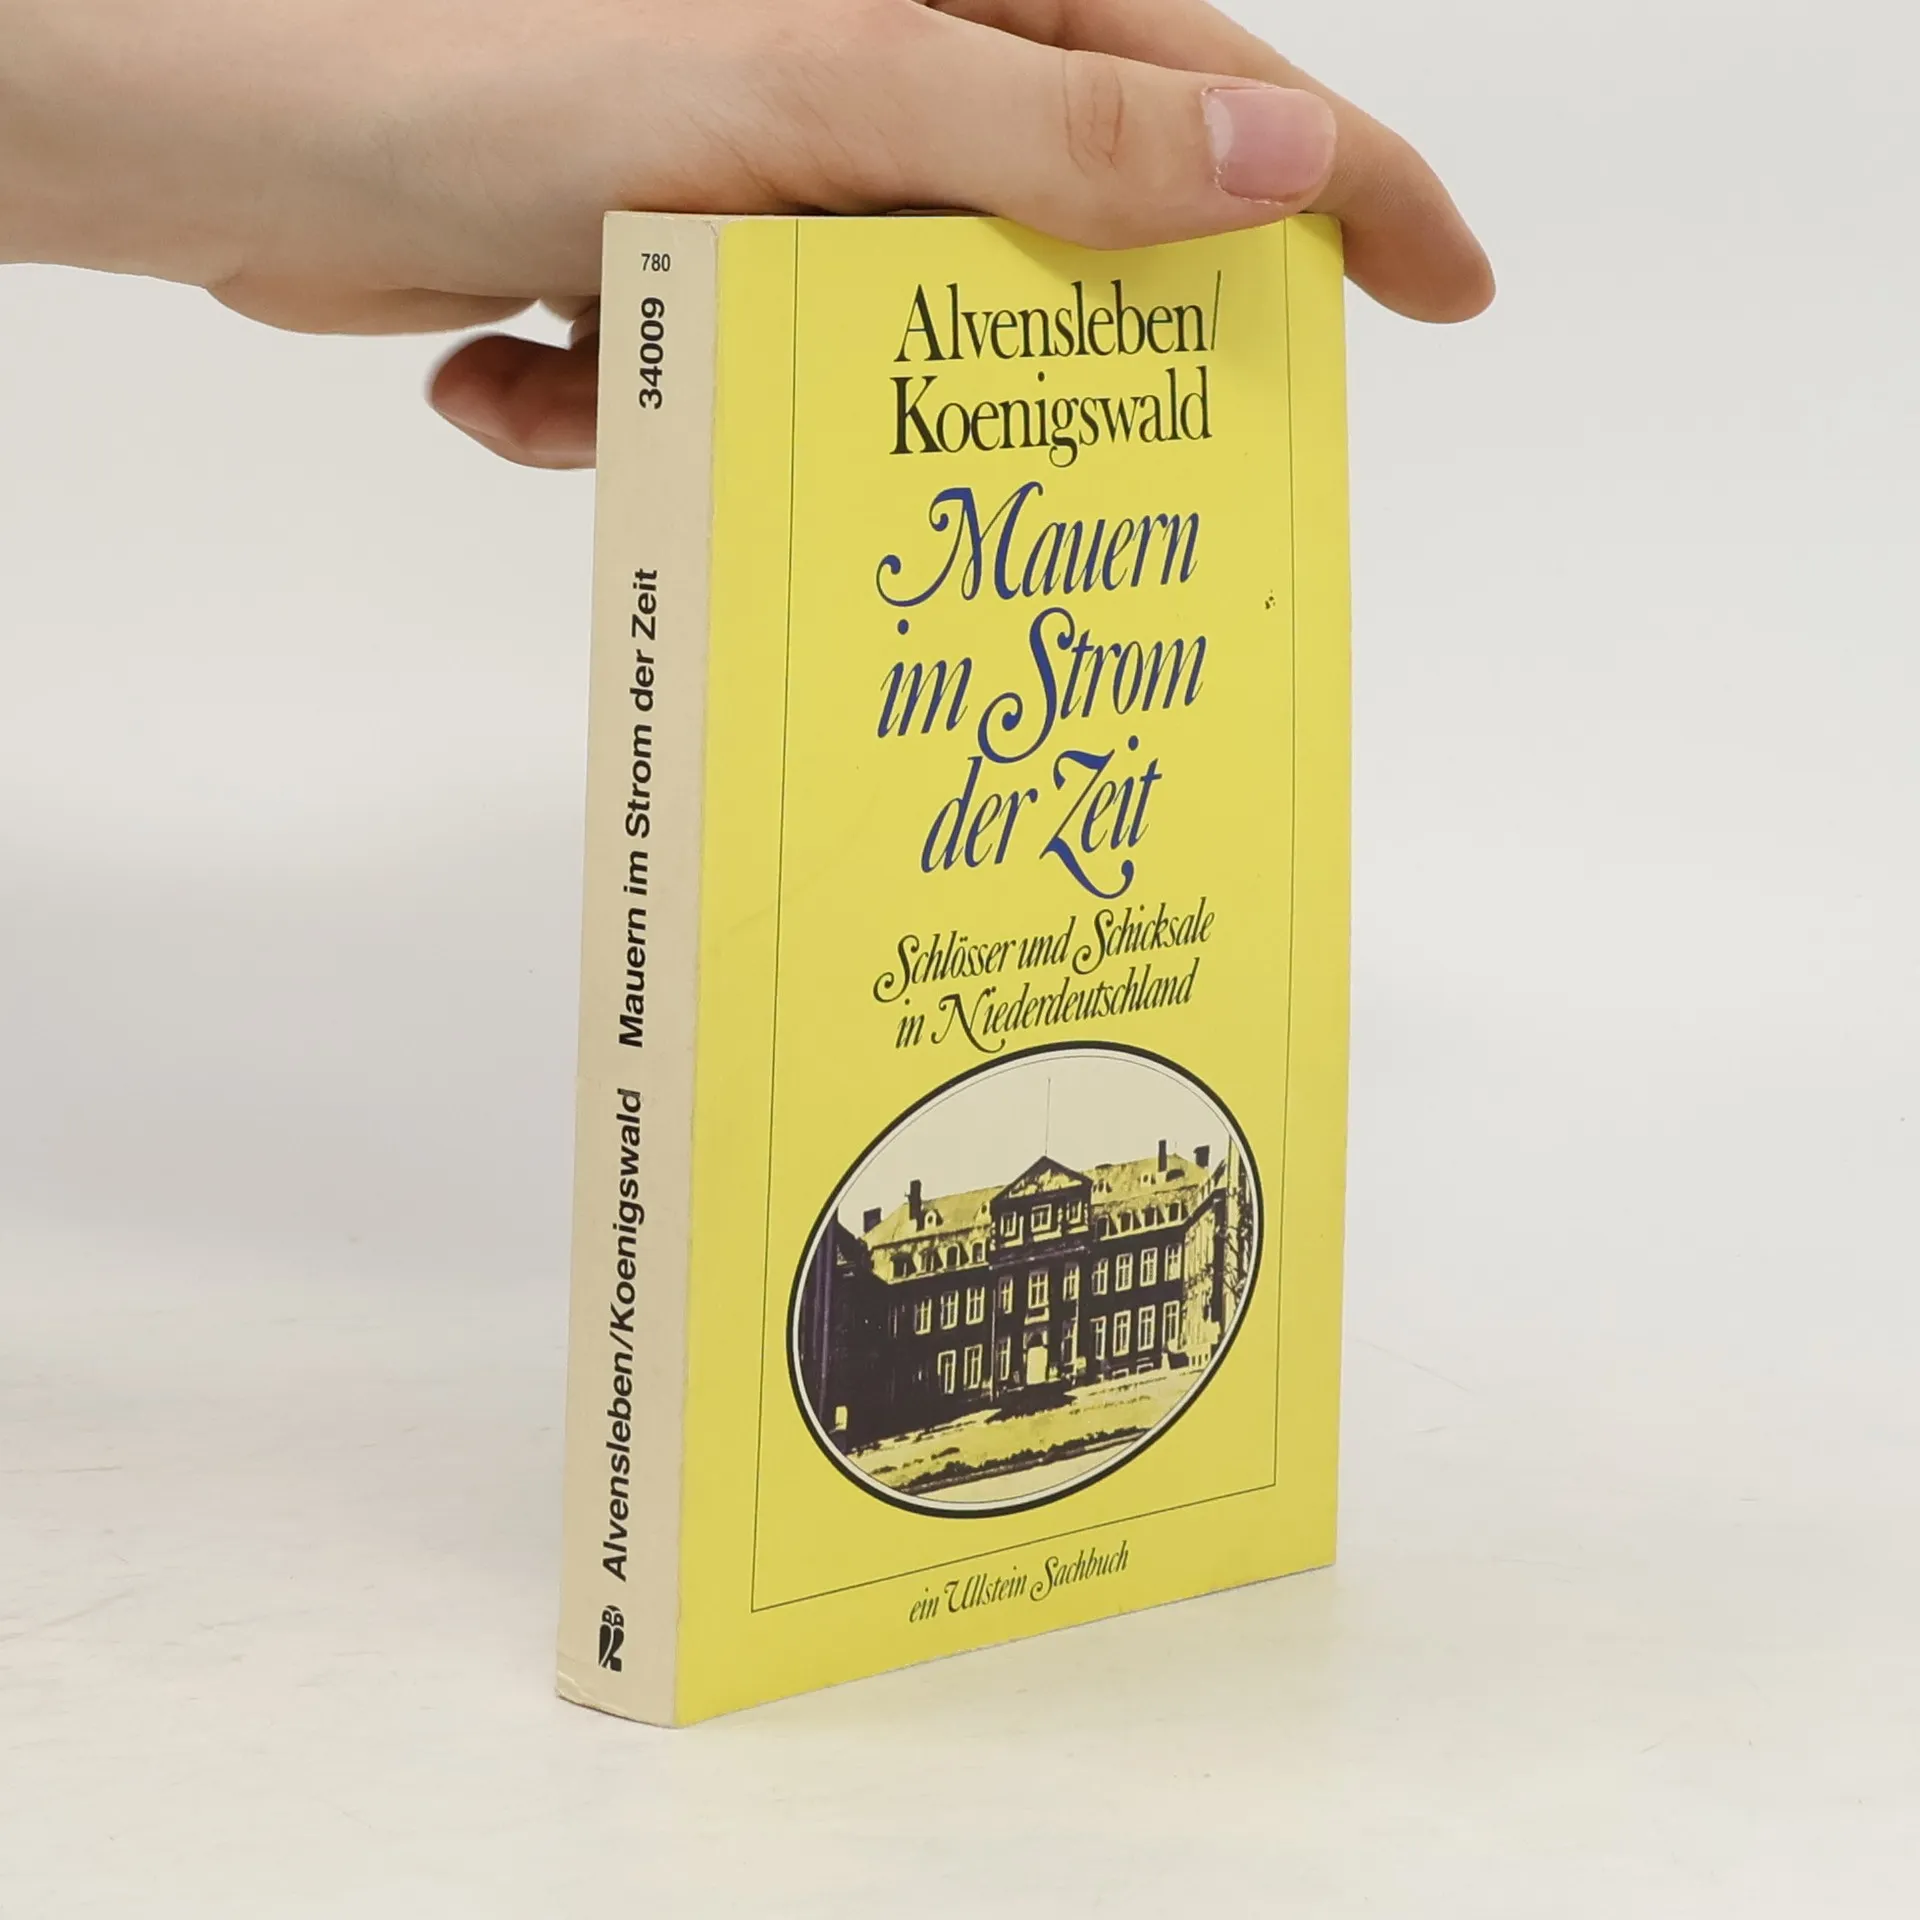 780
34009
Alvensleben/Koenigswald Mauern im Strom der Zeit
Alvensleben/
Koenigswald
Mauern
im Strom
der Zeit
Schlösser und Schicksale
in Niederdeutschland
ein Ullstein Sachbuch